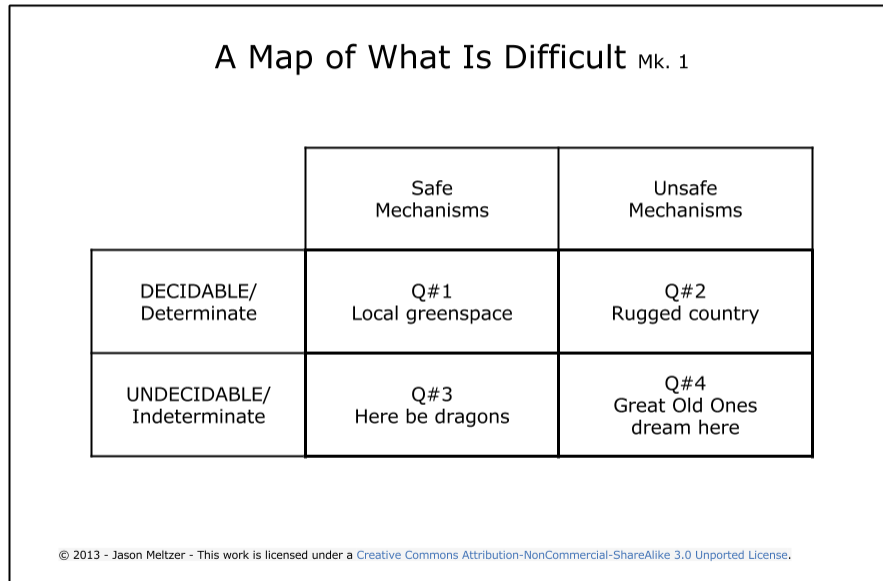 A Map of What Is Difficult Mk. 1
Safe
Mechanisms
Unsafe
Mechanisms
DECIDABLE/
Determinate
Q#1
Local greenspace
Q#2
Rugged country
UNDECIDABLE/
Indeterminate
Q#3
Here be dragons
Q#4
Great Old Ones
dream here
© 2013 - Jason Meltzer - This work is licensed under a Creative Commons Attribution-NonCommercial-ShareAlike 3.0 Unported License.